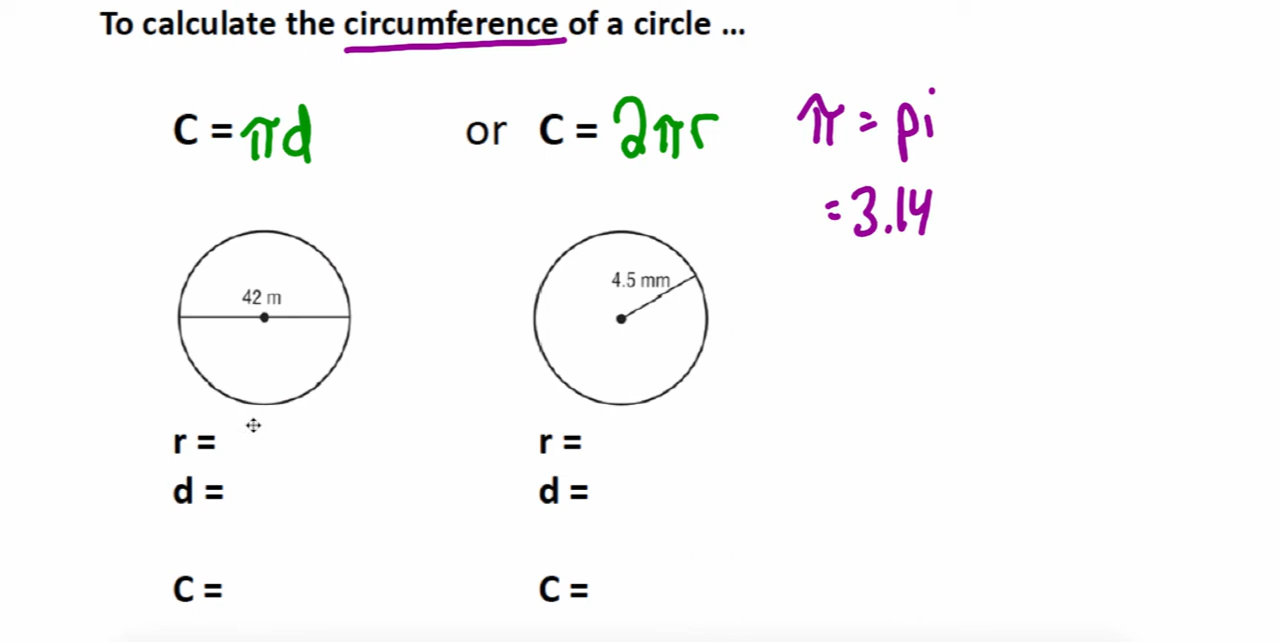 To calculate the circumference of a circle ...
C = πd or C = 2πr π = pi
= 3.14
42 m 4.5 mm
r = r =
d = d =
C = C =